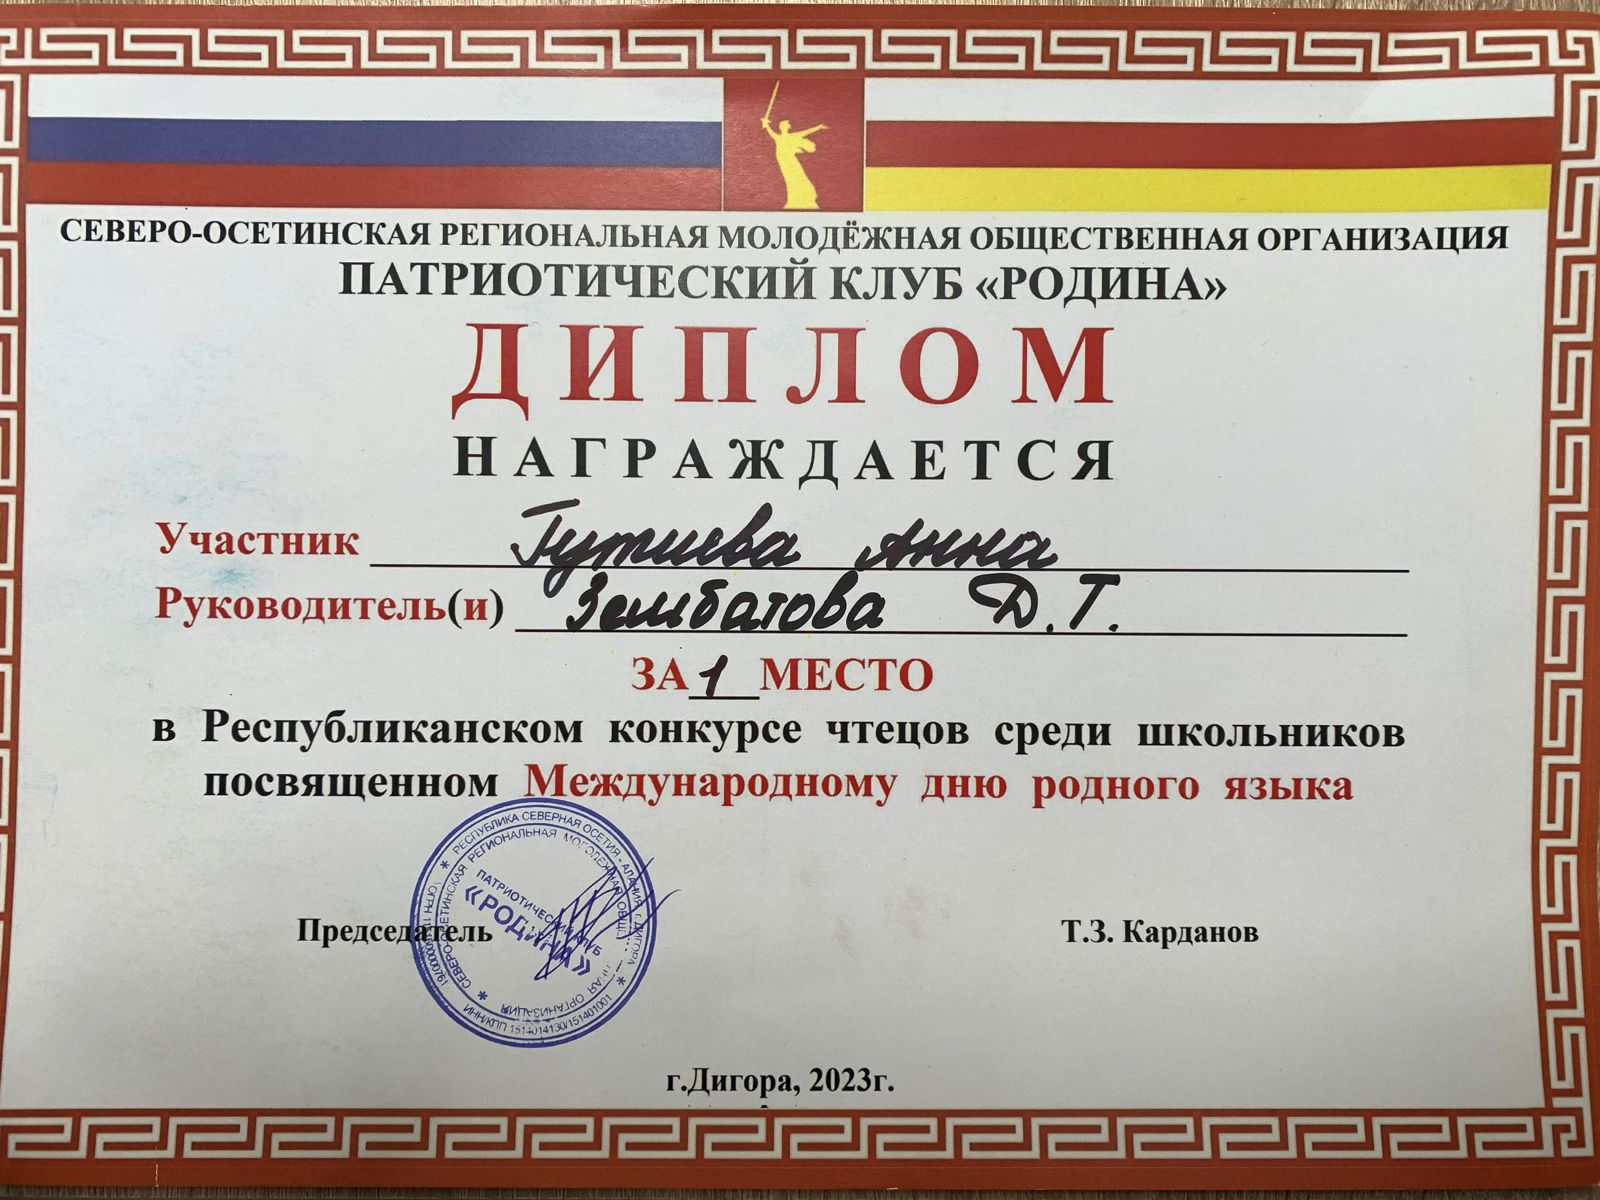 СЕВЕРО-ОСЕТИНСКАЯ РЕГИОНАЛЬНАЯ МОЛОДЁЖНАЯ ОБЩЕСТВЕННАЯ ОРГАНИЗАЦИЯ
ПАТРИОТИЧЕСКИЙ КЛУБ «РОДИНА»
ДИПЛОМ
НАГРАЖДАЕТСЯ
Участник Гутиева Анна
Руководитель(и) Зембатова Д.Т.
ЗА 1 МЕСТО
в Республиканском конкурсе чтецов среди школьников
посвященном Международному дню родного языка
РЕСПУБЛИКА СЕВЕРНАЯ ОСЕТИЯ - АЛАНИЯ г. ДИГОРА
СЕВЕРО-ОСЕТИНСКАЯ РЕГИОНАЛЬНАЯ МОЛОДЕЖНАЯ ОРГАНИЗАЦИЯ
ИНН/КПП 1514014130/151401001
ПАТРИОТИЧЕСКИЙ КЛУБ
«РОДИНА»
Председатель Т.З. Карданов
г.Дигора, 2023г.